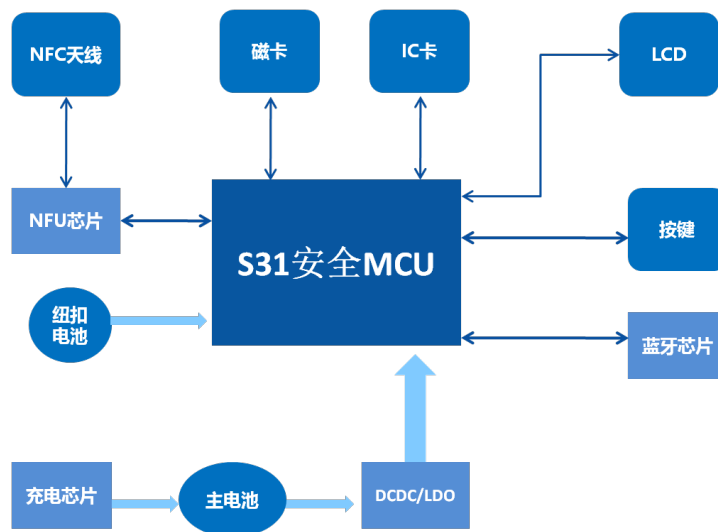 NFC天线
磁卡
IC卡
LCD
NFU芯片
S31安全MCU
按键
纽扣
电池
蓝牙芯片
充电芯片
主电池
DCDC/LDO